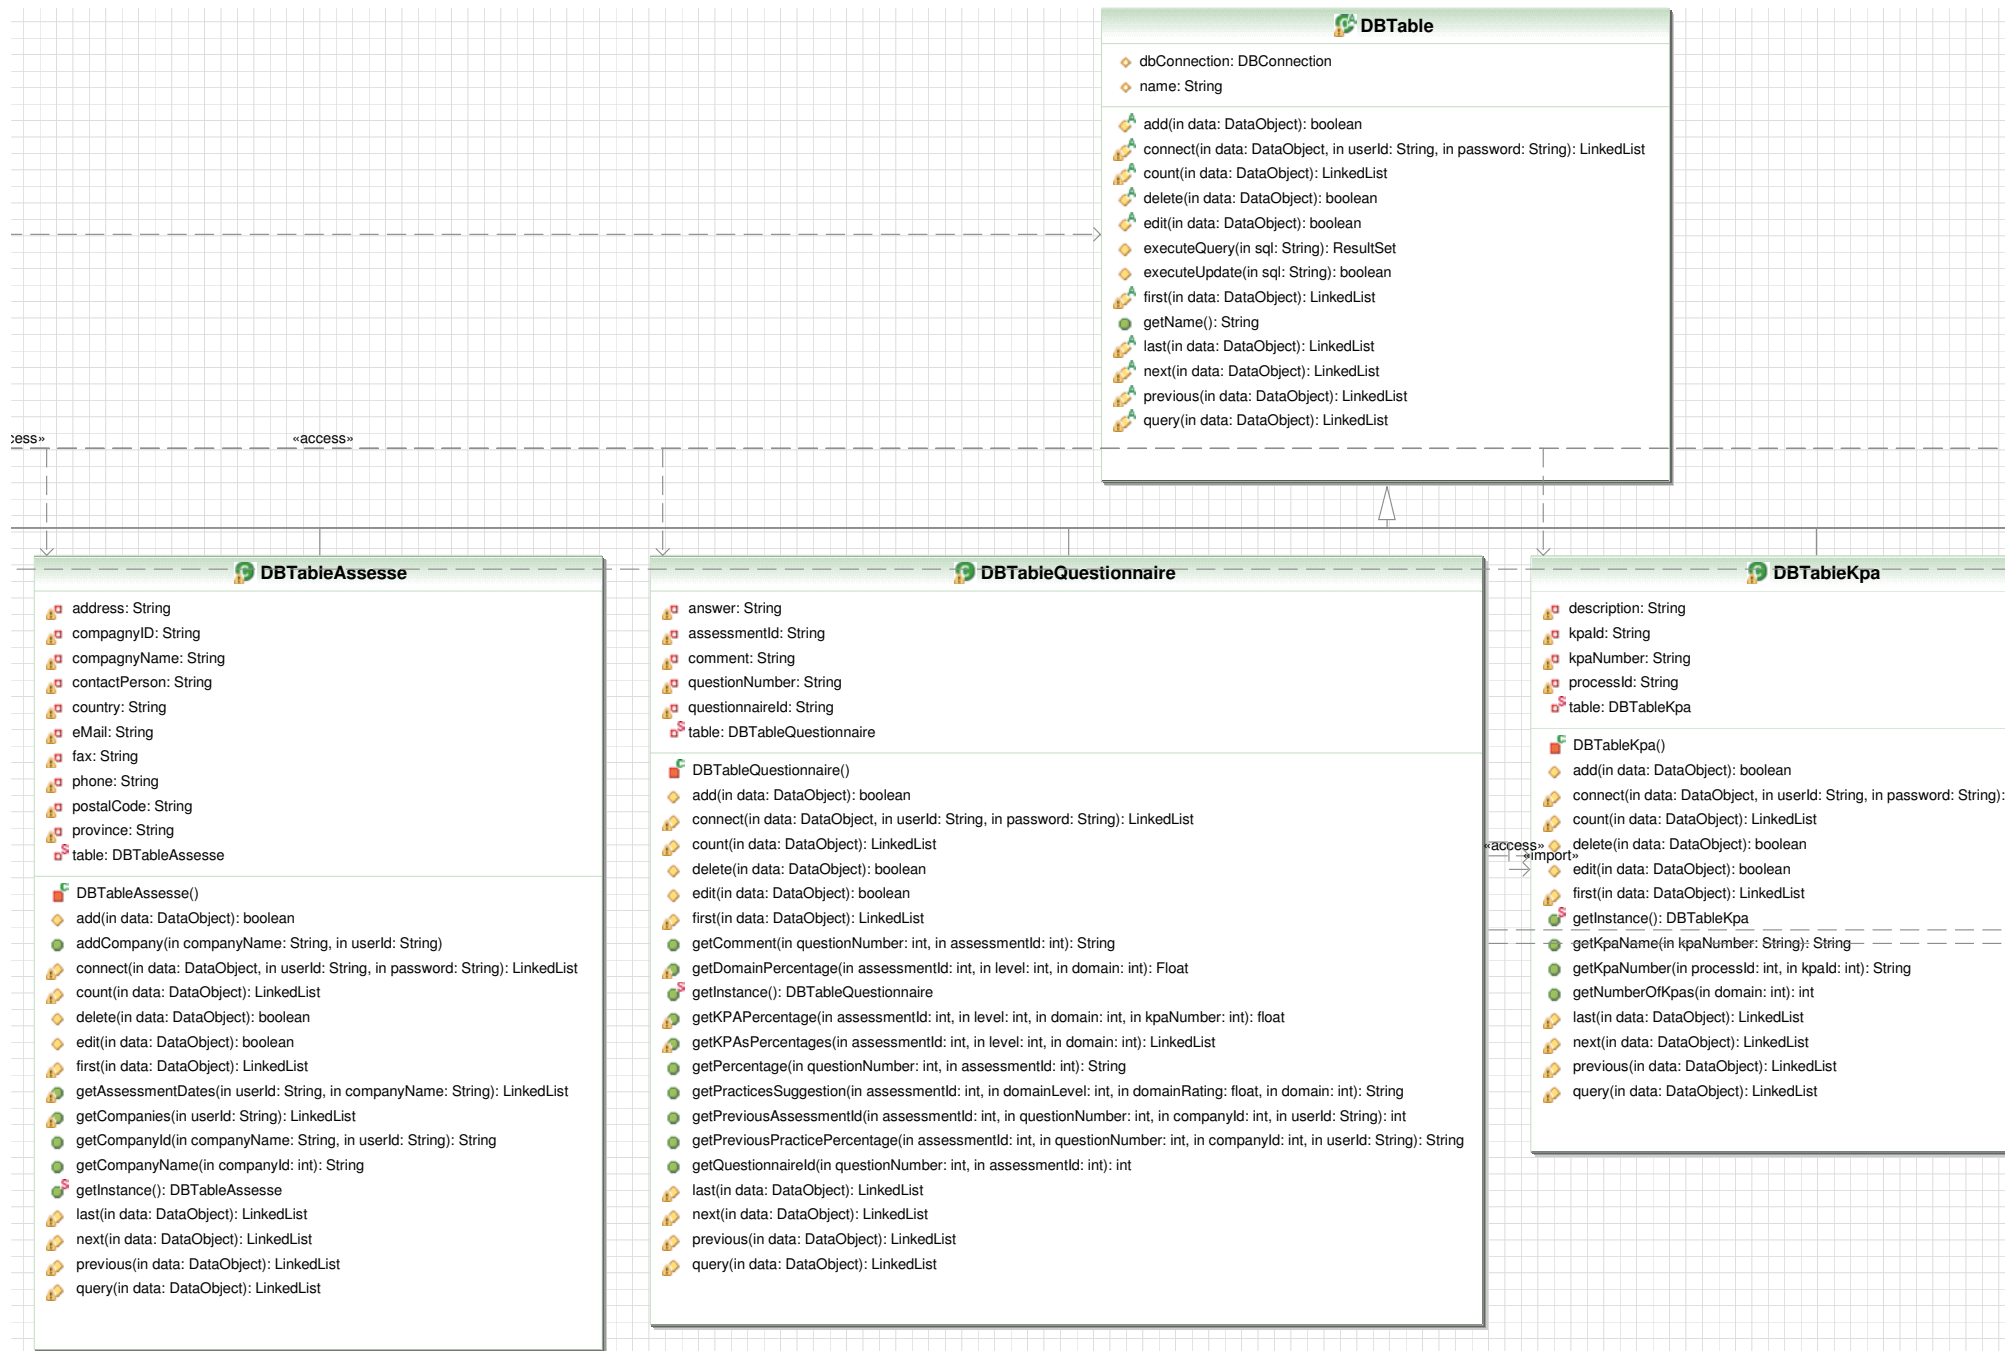 DBTable
dbConnection: DBConnection
name: String
add(in data: DataObject): boolean
connect(in data: DataObject, in userId: String, in password: String): LinkedList
count(in data: DataObject): LinkedList
delete(in data: DataObject): boolean
edit(in data: DataObject): boolean
executeQuery(in sql: String): ResultSet
executeUpdate(in sql: String): boolean
first(in data: DataObject): LinkedList
getName(): String
last(in data: DataObject): LinkedList
next(in data: DataObject): LinkedList
previous(in data: DataObject): LinkedList
query(in data: DataObject): LinkedList
cess»
«access»
DBTableAssesse
address: String
compagnyID: String
compagnyName: String
contactPerson: String
country: String
eMail: String
fax: String
phone: String
postalCode: String
province: String
table: DBTableAssesse
DBTableAssesse()
add(in data: DataObject): boolean
addCompany(in companyName: String, in userId: String)
connect(in data: DataObject, in userId: String, in password: String): LinkedList
count(in data: DataObject): LinkedList
delete(in data: DataObject): boolean
edit(in data: DataObject): boolean
first(in data: DataObject): LinkedList
getAssessmentDates(in userId: String, in companyName: String): LinkedList
getCompanies(in userId: String): LinkedList
getCompanyId(in companyName: String, in userId: String): String
getCompanyName(in companyId: int): String
getInstance(): DBTableAssesse
last(in data: DataObject): LinkedList
next(in data: DataObject): LinkedList
previous(in data: DataObject): LinkedList
query(in data: DataObject): LinkedList
DBTableQuestionnaire
answer: String
assessmentId: String
comment: String
questionNumber: String
questionnaireId: String
table: DBTableQuestionnaire
DBTableQuestionnaire()
add(in data: DataObject): boolean
connect(in data: DataObject, in userId: String, in password: String): LinkedList
count(in data: DataObject): LinkedList
delete(in data: DataObject): boolean
edit(in data: DataObject): boolean
first(in data: DataObject): LinkedList
getComment(in questionNumber: int, in assessmentId: int): String
getDomainPercentage(in assessmentId: int, in level: int, in domain: int): Float
getInstance(): DBTableQuestionnaire
getKPAPercentage(in assessmentId: int, in level: int, in domain: int, in kpaNumber: int): float
getKPAsPercentages(in assessmentId: int, in level: int, in domain: int): LinkedList
getPercentage(in questionNumber: int, in assessmentId: int): String
getPracticesSuggestion(in assessmentId: int, in domainLevel: int, in domainRating: float, in domain: int): String
getPreviousAssessmentId(in assessmentId: int, in questionNumber: int, in companyId: int, in userId: String): int
getPreviousPracticePercentage(in assessmentId: int, in questionNumber: int, in companyId: int, in userId: String): String
getQuestionnaireId(in questionNumber: int, in assessmentId: int): int
last(in data: DataObject): LinkedList
next(in data: DataObject): LinkedList
previous(in data: DataObject): LinkedList
query(in data: DataObject): LinkedList
«access»
«import»
DBTableKpa
description: String
kpaId: String
kpaNumber: String
processId: String
table: DBTableKpa
DBTableKpa()
add(in data: DataObject): boolean
connect(in data: DataObject, in userId: String, in password: String):
count(in data: DataObject): LinkedList
delete(in data: DataObject): boolean
edit(in data: DataObject): boolean
first(in data: DataObject): LinkedList
getInstance(): DBTableKpa
getKpaName(in kpaNumber: String): String
getKpaNumber(in processId: int, in kpaId: int): String
getNumberOfKpas(in domain: int): int
last(in data: DataObject): LinkedList
next(in data: DataObject): LinkedList
previous(in data: DataObject): LinkedList
query(in data: DataObject): LinkedList